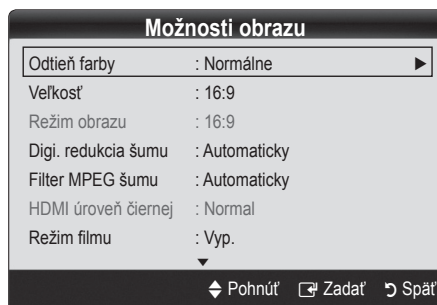 Možnosti obrazu
Odtieň farby : Normálne
Veľkosť : 16:9
Režim obrazu : 16:9
Digi. redukcia šumu : Automaticky
Filter MPEG šumu : Automaticky
HDMI úroveň čiernej : Normal
Režim filmu : Vyp.
Pohnúť Zadať Späť